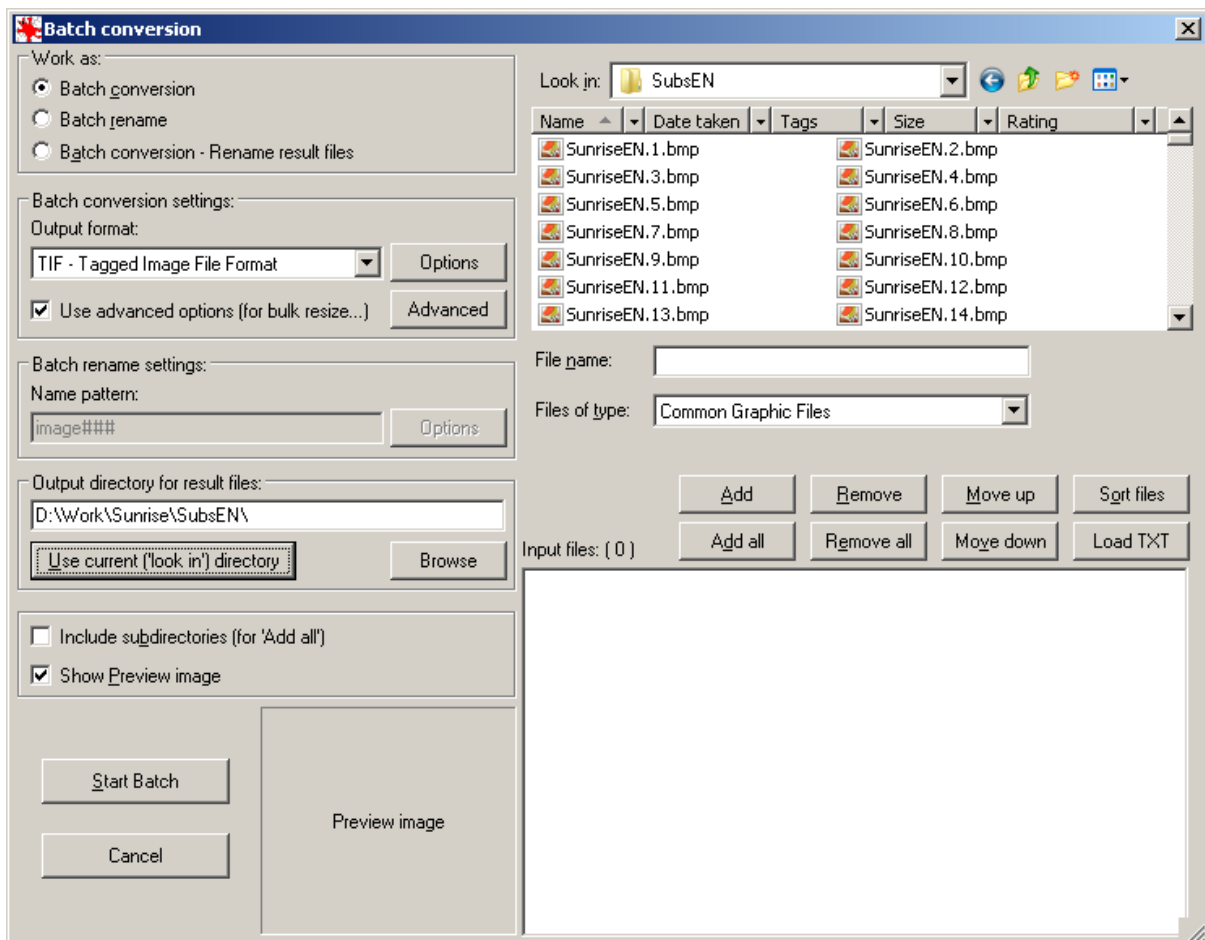 Batch conversion
Work as:
Batch conversion
Batch rename
Batch conversion - Rename result files
Batch conversion settings:
Output format:
TIF - Tagged Image File Format
Options
Use advanced options (for bulk resize...)
Advanced
Batch rename settings:
Name pattern:
image###
Options
Output directory for result files:
D:\Work\Sunrise\SubsEN\
Use current ('look in') directory
Browse
Include subdirectories (for 'Add all')
Show Preview image
Start Batch
Cancel
Preview image
Look in: SubsEN
Name Date taken Tags Size Rating
SunriseEN.1.bmp SunriseEN.2.bmp
SunriseEN.3.bmp SunriseEN.4.bmp
SunriseEN.5.bmp SunriseEN.6.bmp
SunriseEN.7.bmp SunriseEN.8.bmp
SunriseEN.9.bmp SunriseEN.10.bmp
SunriseEN.11.bmp SunriseEN.12.bmp
SunriseEN.13.bmp SunriseEN.14.bmp
File name:
Files of type: Common Graphic Files
Add Remove Move up Sort files
Input files: ( 0 ) Add all Remove all Move down Load TXT